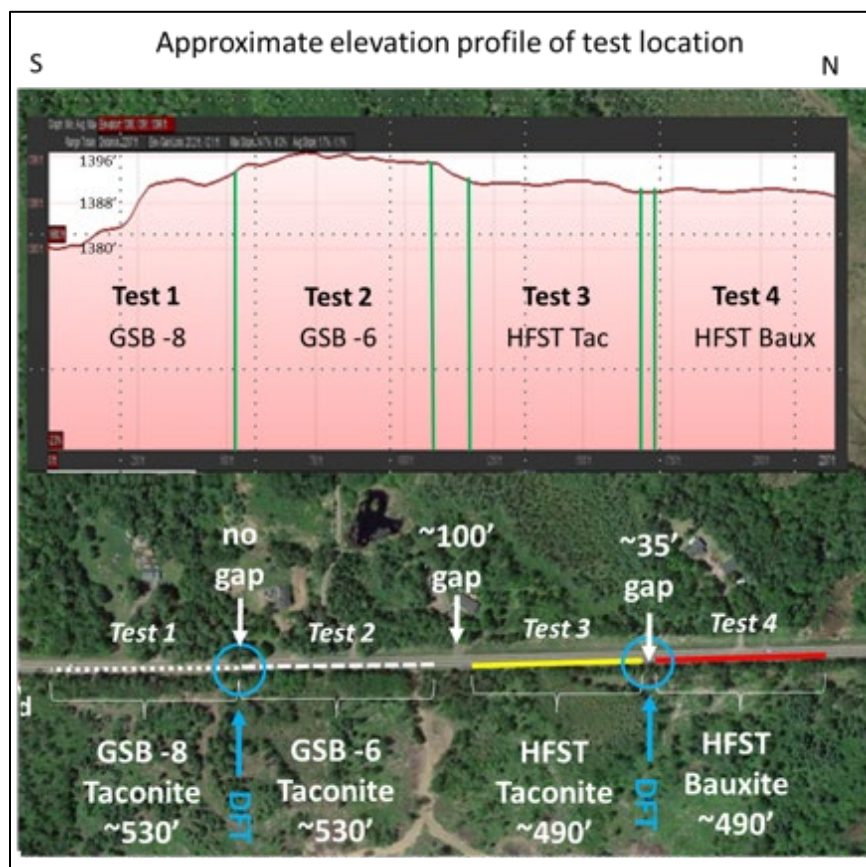 Approximate elevation profile of test location
S
N
1396'
1388'
1380'
Test 1
GSB -8
Test 2
GSB -6
Test 3
HFST Tac
Test 4
HFST Baux
no
gap
~100'
gap
~35'
gap
Test 1
Test 2
Test 3
Test 4
d
GSB -8
Taconite
~530'
DFT
GSB -6
Taconite
~530'
HFST
Taconite
~490'
DFT
HFST
Bauxite
~490'